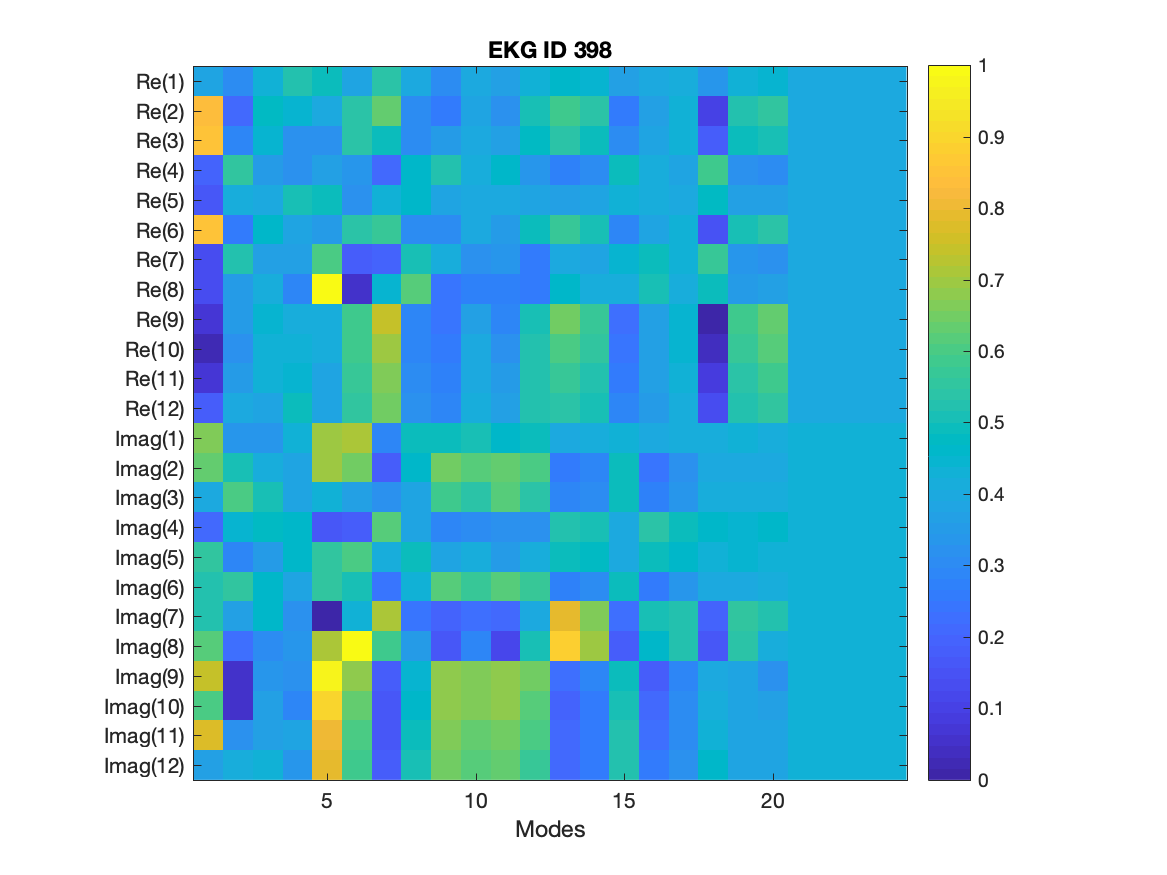 EKG ID 398
Re(1)
Re(2)
Re(3)
Re(4)
Re(5)
Re(6)
Re(7)
Re(8)
Re(9)
Re(10)
Re(11)
Re(12)
Imag(1)
Imag(2)
Imag(3)
Imag(4)
Imag(5)
Imag(6)
Imag(7)
Imag(8)
Imag(9)
Imag(10)
Imag(11)
Imag(12)
5 10 15 20
Modes
1
0.9
0.8
0.7
0.6
0.5
0.4
0.3
0.2
0.1
0